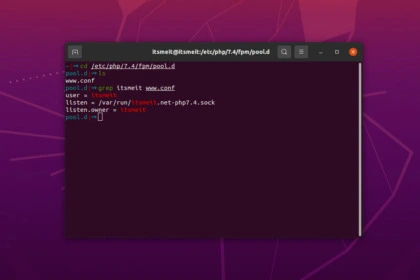 itsmeit@itsmeit:/etc/php/7.4/fpm/pool.d
~:~cd /etc/php/7.4/fpm/pool.d
pool.d:~ls
www.conf
pool.d:~grep itsmeit www.conf
user = itsmeit
listen = /var/run/itsmeit.net-php7.4.sock
listen.owner = itsmeit
pool.d:~